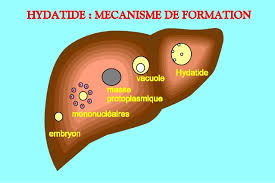 HYDATIDE : MECANISME DE FORMATION
vacuole
Hydatide
masse
protoplasmique
mononucléaires
embryon